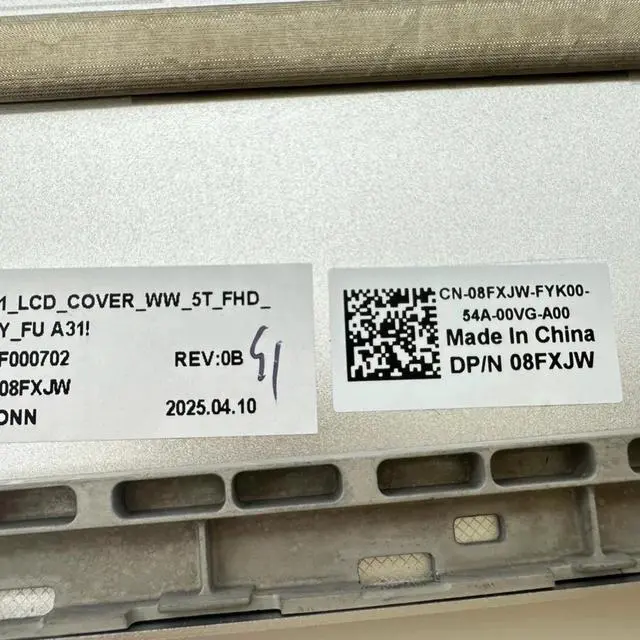 1_LCD_COVER_WW_5T_FHD_
Y_FU A31!
F000702 REV:0B
08FXJW
ONN 2025.04.10
CN-08FXJW-FYK00-
54A-00VG-A00
Made In China
DP/N 08FXJW